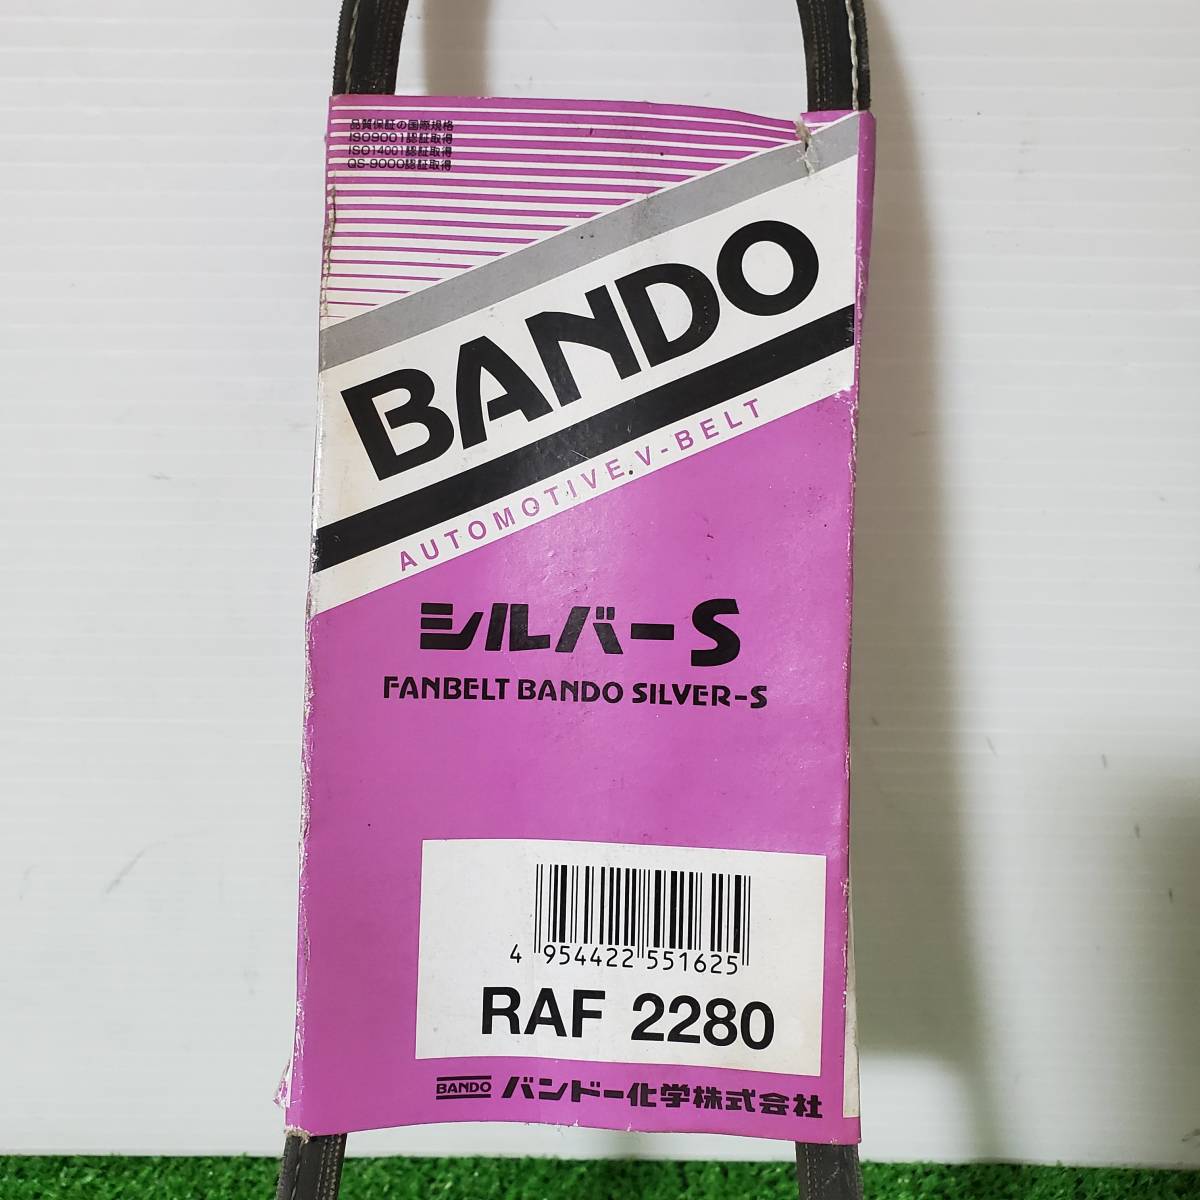 品質保証の国際規格
ISO9001認証取得
ISO14001認証取得
QS-9000認証取得
BANDO
AUTOMOTIVE V-BELT
シルバーS
FANBELT BANDO SILVER-S
4 954422 551625
RAF 2280
BANDO バンドー化学株式会社